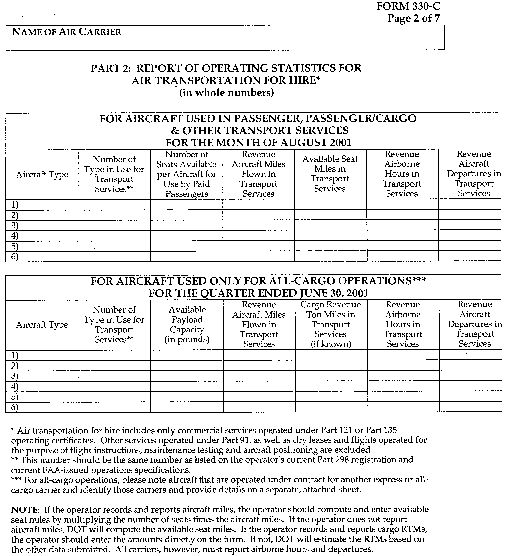 FORM 330-C
Page 2 of 7
NAME OF AIR CARRIER
PART 2: REPORT OF OPERATING STATISTICS FOR
AIR TRANSPORTATION FOR HIRE*
(in whole numbers)
FOR AIRCRAFT USED IN PASSENGER, PASSENGER/CARGO
& OTHER TRANSPORT SERVICES
FOR THE MONTH OF AUGUST 2001
Aircraft Type
Number of
Type in Use for
Transport
Services**
Number of
Seats Available
per Aircraft for
Use by Paid
Passengers
Revenue
Aircraft Miles
Flown in
Transport
Services
Available Seat
Miles in
Transport
Services
Revenue
Airborne
Hours in
Transport
Services
Revenue
Aircraft
Departures in
Transport
Services
1)
2)
3)
4)
5)
6)
FOR AIRCRAFT USED ONLY FOR ALL-CARGO OPERATIONS***
FOR THE QUARTER ENDED JUNE 30, 2001
Aircraft Type
Number of
Type in Use for
Transport
Services**
Available
Payload
Capacity
(in pounds)
Revenue
Aircraft Miles
Flown in
Transport
Services
Cargo Revenue
Ton Miles in
Transport
Services
(if known)
Revenue
Airborne
Hours in
Transport
Services
Revenue
Aircraft
Departures in
Transport
Services
1)
2)
3)
4)
5)
6)
* Air transportation for hire includes only commercial services operated under Part 121 or Part 135
operating certificates. Other services operated under Part 91, as well as dry leases and flights operated for
the purpose of flight instructions, maintenance testing and aircraft positioning are excluded
** This number should be the same number as listed on the operator's current Part 298 registration and
current FAA-issued operations specifications.
*** For all-cargo operations, please note aircraft that are operated under contract for another express or all-
cargo carrier and identify those carriers and provide details on a separate, attached sheet.
NOTE: If the operator records and reports aircraft miles, the operator should compute and enter available
seat miles by multiplying the number of seats times the aircraft miles. If the operator does not report
aircraft miles, DOT will compute the available seat miles. If the operator records and reports cargo RTMs,
the operator should enter the amounts directly on the form. If not, DOT will estimate the RTMs based on
the other data submitted. All carriers, however, must report airborne hours and departures.